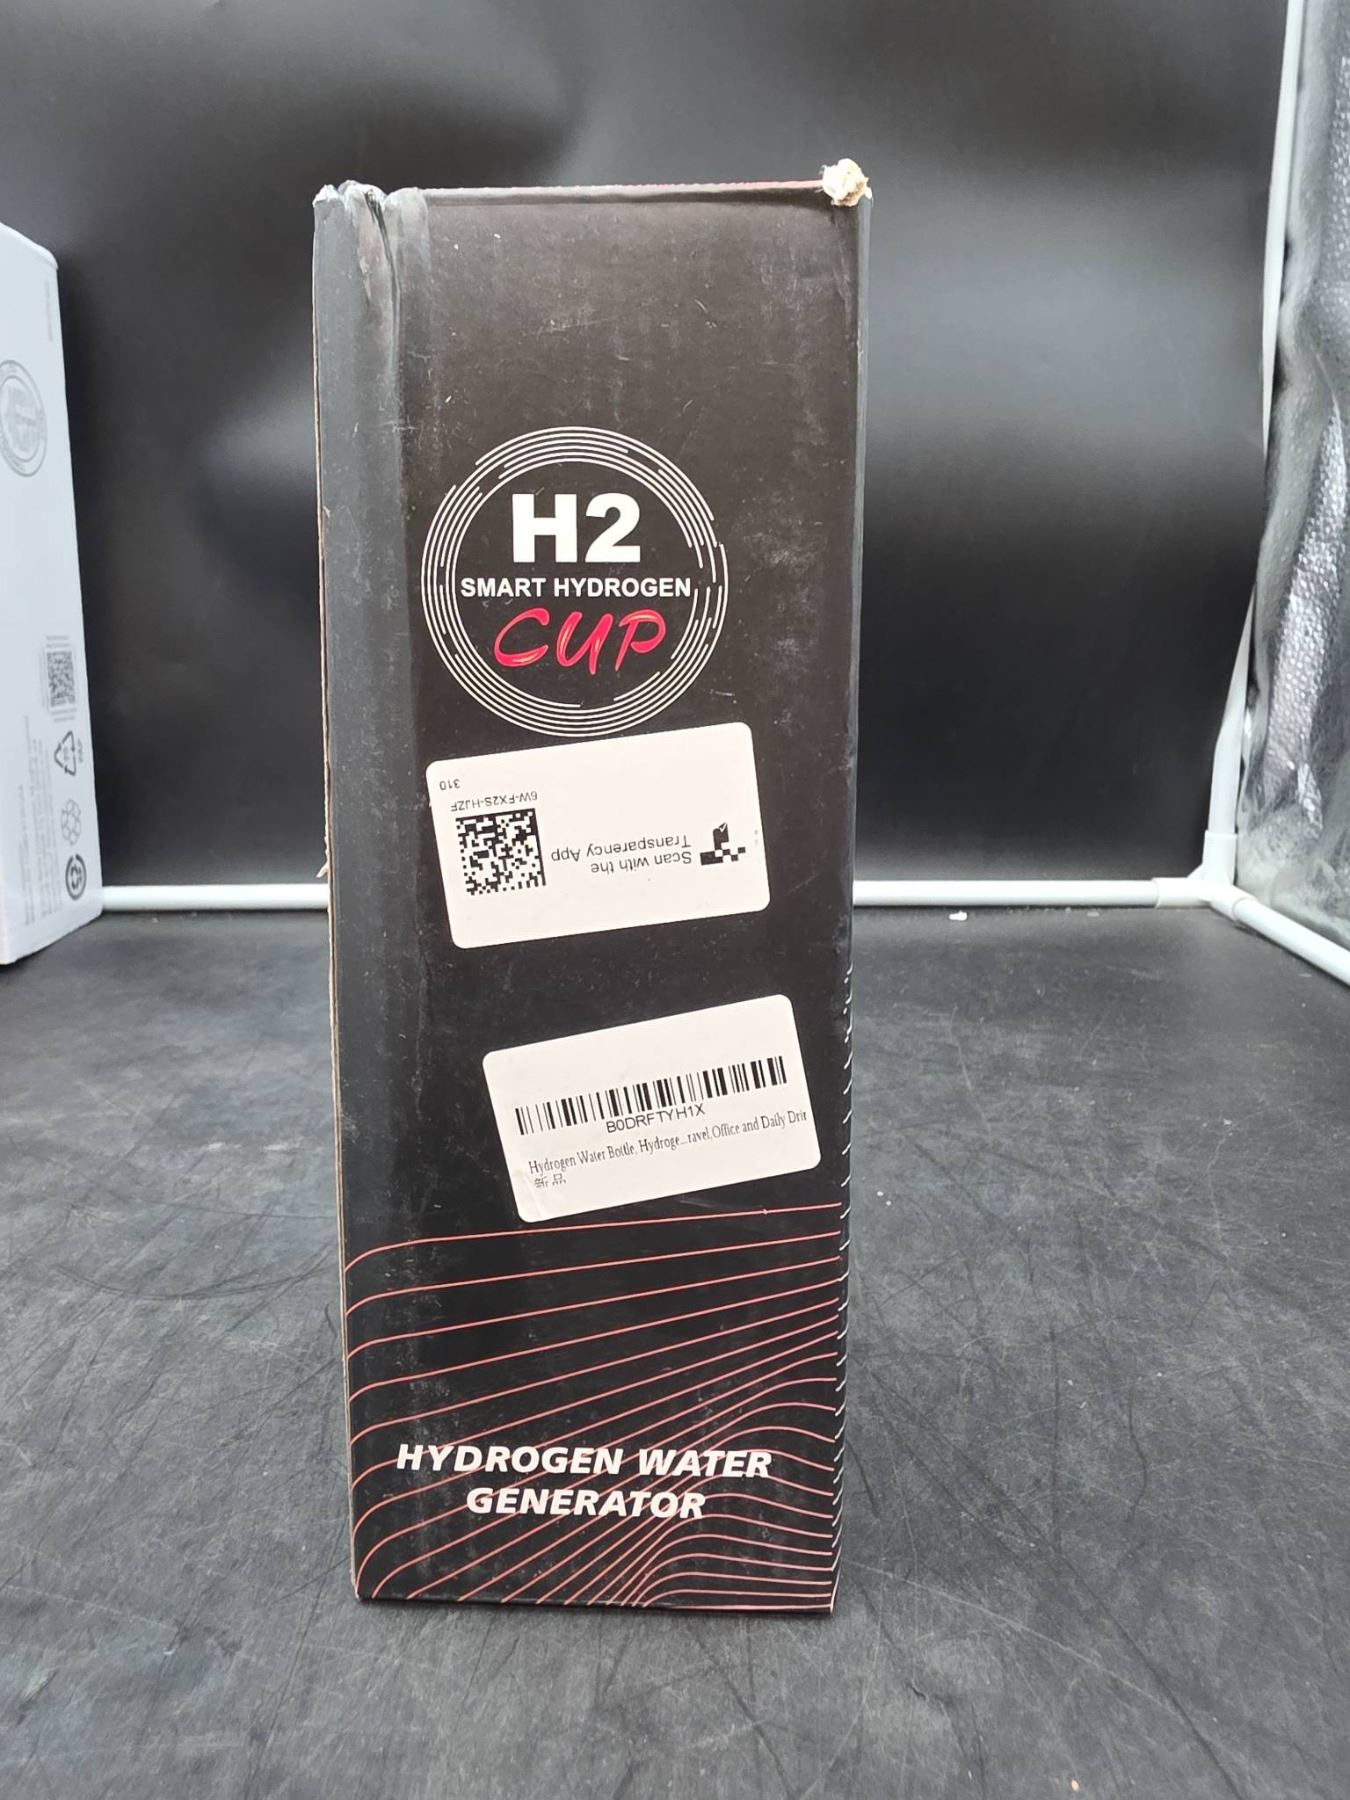 H2
SMART HYDROGEN
CUP
Scan with the
Transparency App
6W-FX2S-HJZF
310
B0DRFTYH1X
Hydrogen Water Bottle, Hydroge...ravel,Office and Daily Drin
新品
HYDROGEN WATER
GENERATOR
PAP